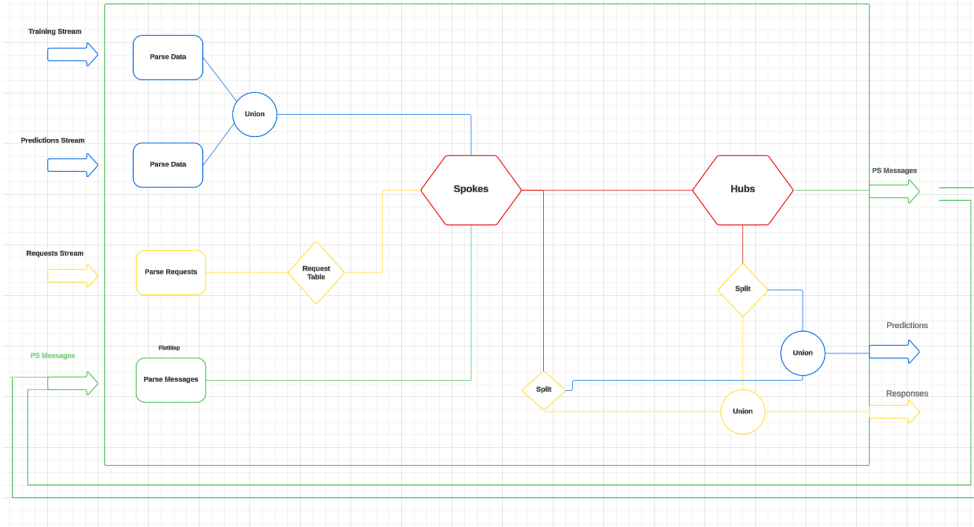 Training Stream
Parse Data
Union
Predictions Stream
Parse Data
Spokes
Hubs
PS Messages
Requests Stream
Parse Requests
Request
Table
Split
Predictions
Union
PS Messages
FlatMap
Parse Messages
Split
Responses
Union